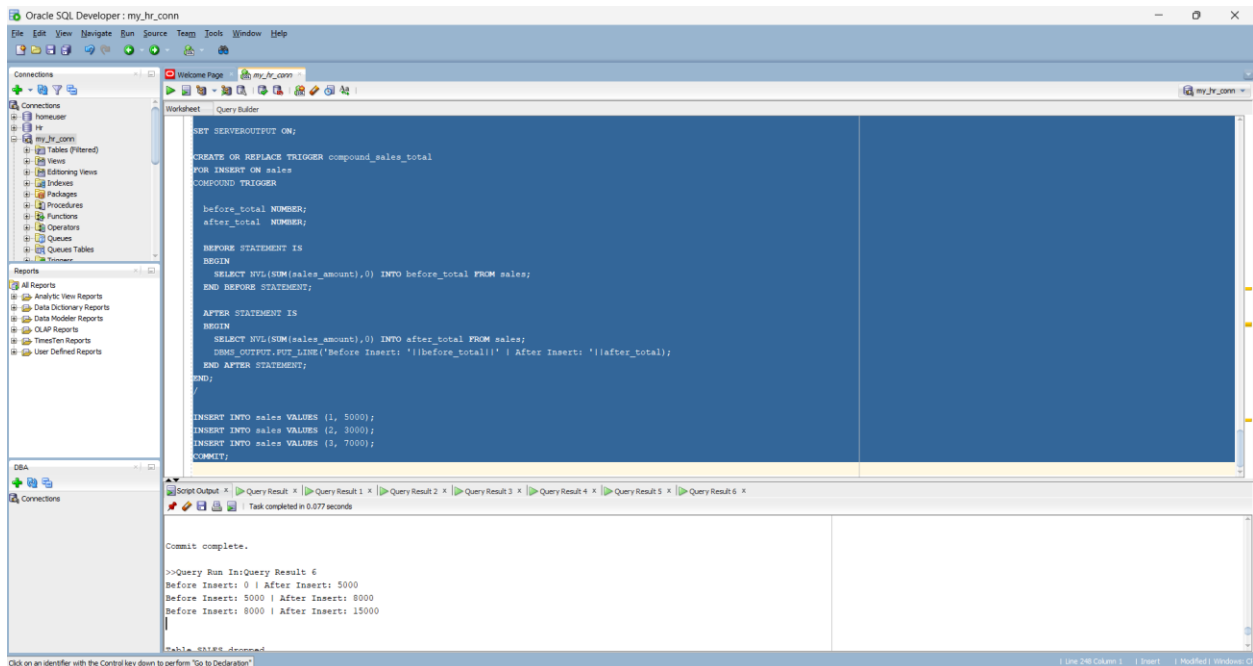 Oracle SQL Developer : my_hr_conn
File Edit View Navigate Run Source Team Tools Window Help
Connections
Connections
homeuser
Hr
my_hr_conn
Tables (Filtered)
Views
Editioning Views
Indexes
Packages
Procedures
Functions
Operators
Queues
Queues Tables
Triggers
Reports
All Reports
Analytic View Reports
Data Dictionary Reports
Data Modeler Reports
OLAP Reports
TimesTen Reports
User Defined Reports
DBA
Connections
Welcome Page my_hr_conn
my_hr_conn
Worksheet Query Builder
SET SERVEROUTPUT ON;
CREATE OR REPLACE TRIGGER compound_sales_total
FOR INSERT ON sales
COMPOUND TRIGGER
before_total NUMBER;
after_total NUMBER;
BEFORE STATEMENT IS
BEGIN
SELECT NVL(SUM(sales_amount),0) INTO before_total FROM sales;
END BEFORE STATEMENT;
AFTER STATEMENT IS
BEGIN
SELECT NVL(SUM(sales_amount),0) INTO after_total FROM sales;
DBMS_OUTPUT.PUT_LINE('Before Insert: '||before_total||' | After Insert: '||after_total);
END AFTER STATEMENT;
END;
/
INSERT INTO sales VALUES (1, 5000);
INSERT INTO sales VALUES (2, 3000);
INSERT INTO sales VALUES (3, 7000);
COMMIT;
Script Output x Query Result x Query Result 1 x Query Result 2 x Query Result 3 x Query Result 4 x Query Result 5 x Query Result 6 x
Task completed in 0.077 seconds
Commit complete.
>>Query Run In:Query Result 6
Before Insert: 0 | After Insert: 5000
Before Insert: 5000 | After Insert: 8000
Before Insert: 8000 | After Insert: 15000
Table SALES dropped
Click on an identifier with the Control key down to perform "Go to Declaration"
Line 248 Column 1 | Insert | Modified | Windows: C